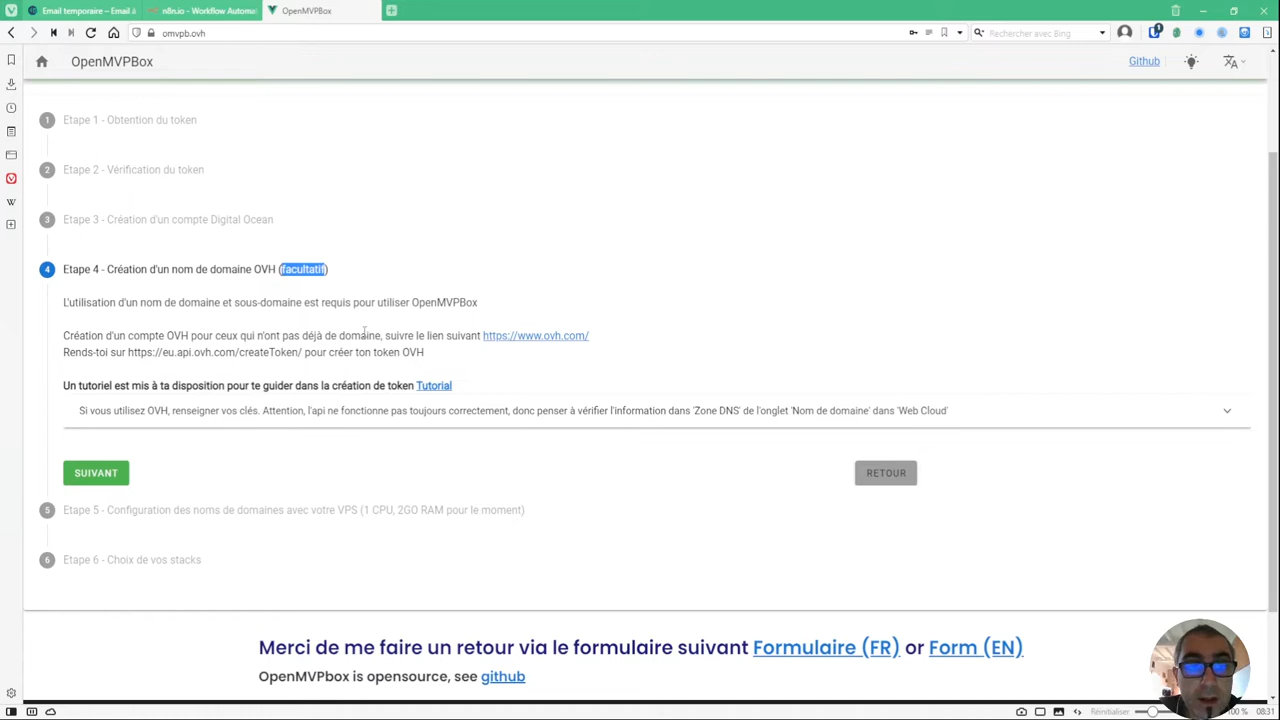 Email temporaire – Email à
n8n.io - Workflow Automat
OpenMVPBox
omvpb.ovh
Rechercher avec Bing
OpenMVPBox
Github
1 Etape 1 - Obtention du token
2 Etape 2 - Vérification du token
3 Etape 3 - Création d'un compte Digital Ocean
4 Etape 4 - Création d'un nom de domaine OVH (facultatif)
L'utilisation d'un nom de domaine et sous-domaine est requis pour utiliser OpenMVPBox
Création d'un compte OVH pour ceux qui n'ont pas déjà de domaine, suivre le lien suivant https://www.ovh.com/
Rends-toi sur https://eu.api.ovh.com/createToken/ pour créer ton token OVH
Un tutoriel est mis à ta disposition pour te guider dans la création de token Tutorial
Si vous utilisez OVH, renseigner vos clés. Attention, l'api ne fonctionne pas toujours correctement, donc penser à vérifier l'information dans 'Zone DNS' de l'onglet 'Nom de domaine' dans 'Web Cloud'
SUIVANT
RETOUR
5 Etape 5 - Configuration des noms de domaines avec votre VPS (1 CPU, 2GO RAM pour le moment)
6 Etape 6 - Choix de vos stacks
Merci de me faire un retour via le formulaire suivant Formulaire (FR) or Form (EN)
OpenMVPbox is opensource, see github
Réinitialiser
08:31